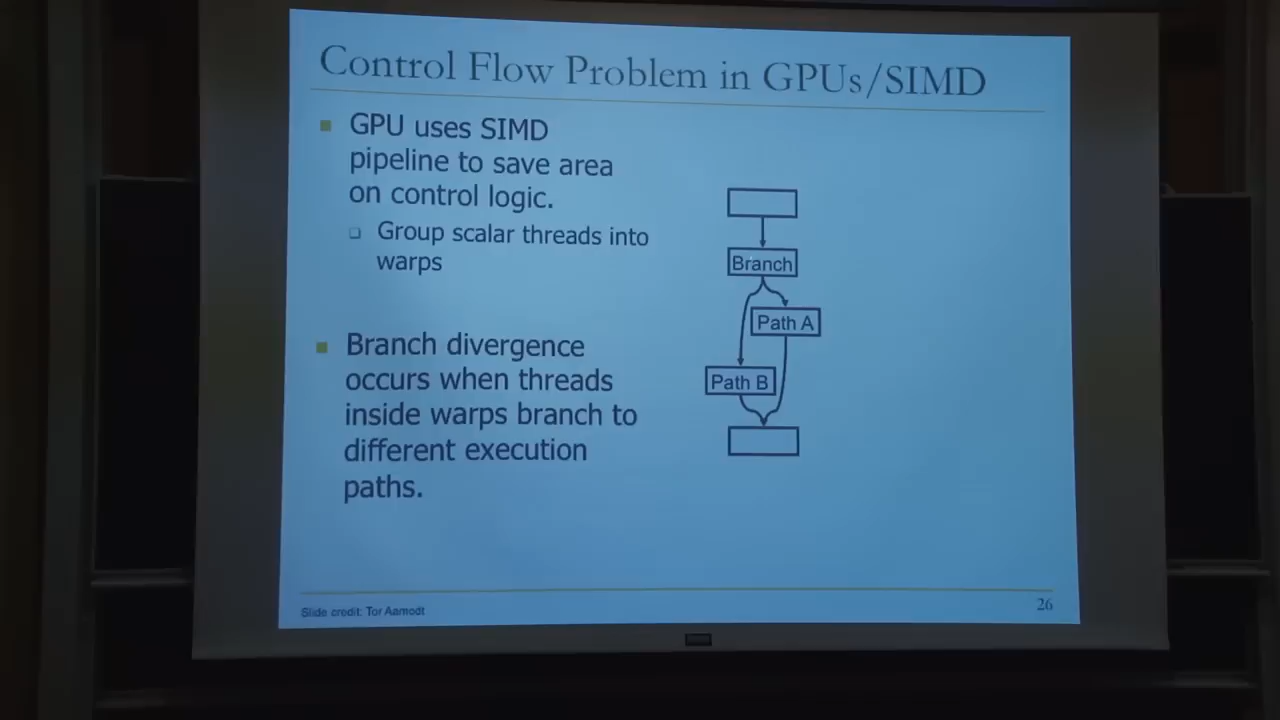 Control Flow Problem in GPUs/SIMD
GPU uses SIMD
pipeline to save area
on control logic.
Group scalar threads into
warps
Branch divergence
occurs when threads
inside warps branch to
different execution
paths.
Branch
Path A
Path B
Slide credit: Tor Aamodt
26